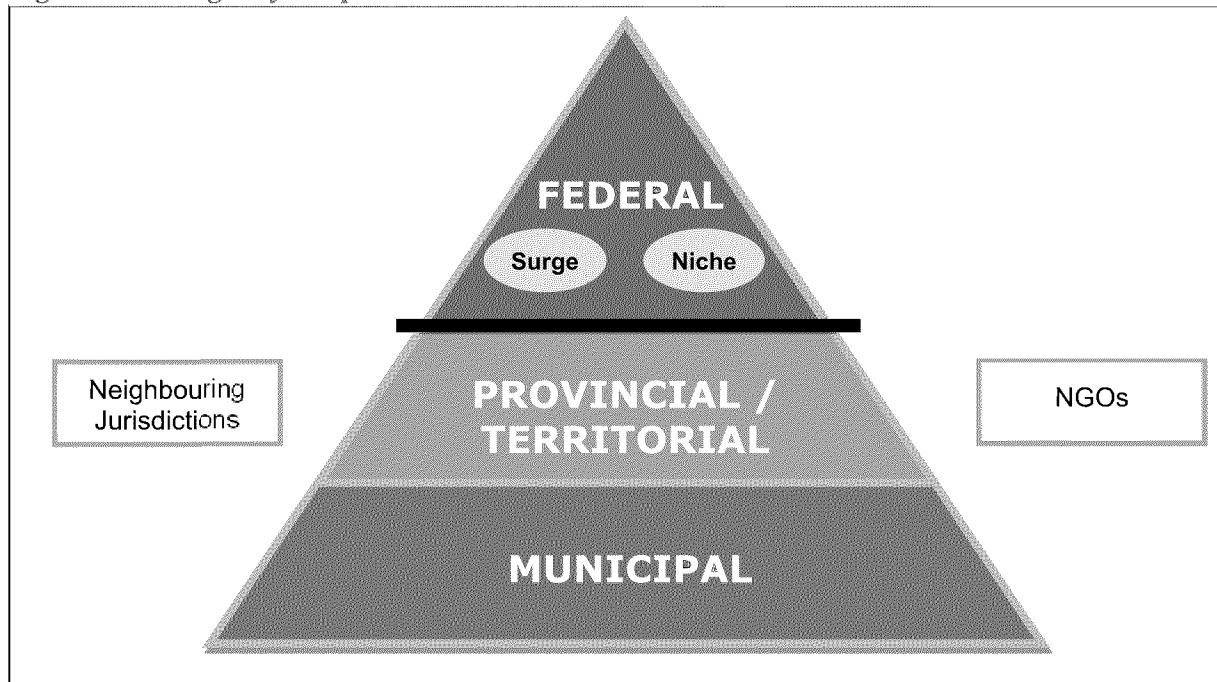 FEDERAL
Surge
Niche
Neighbouring
Jurisdictions
PROVINCIAL /
TERRITORIAL
NGOs
MUNICIPAL